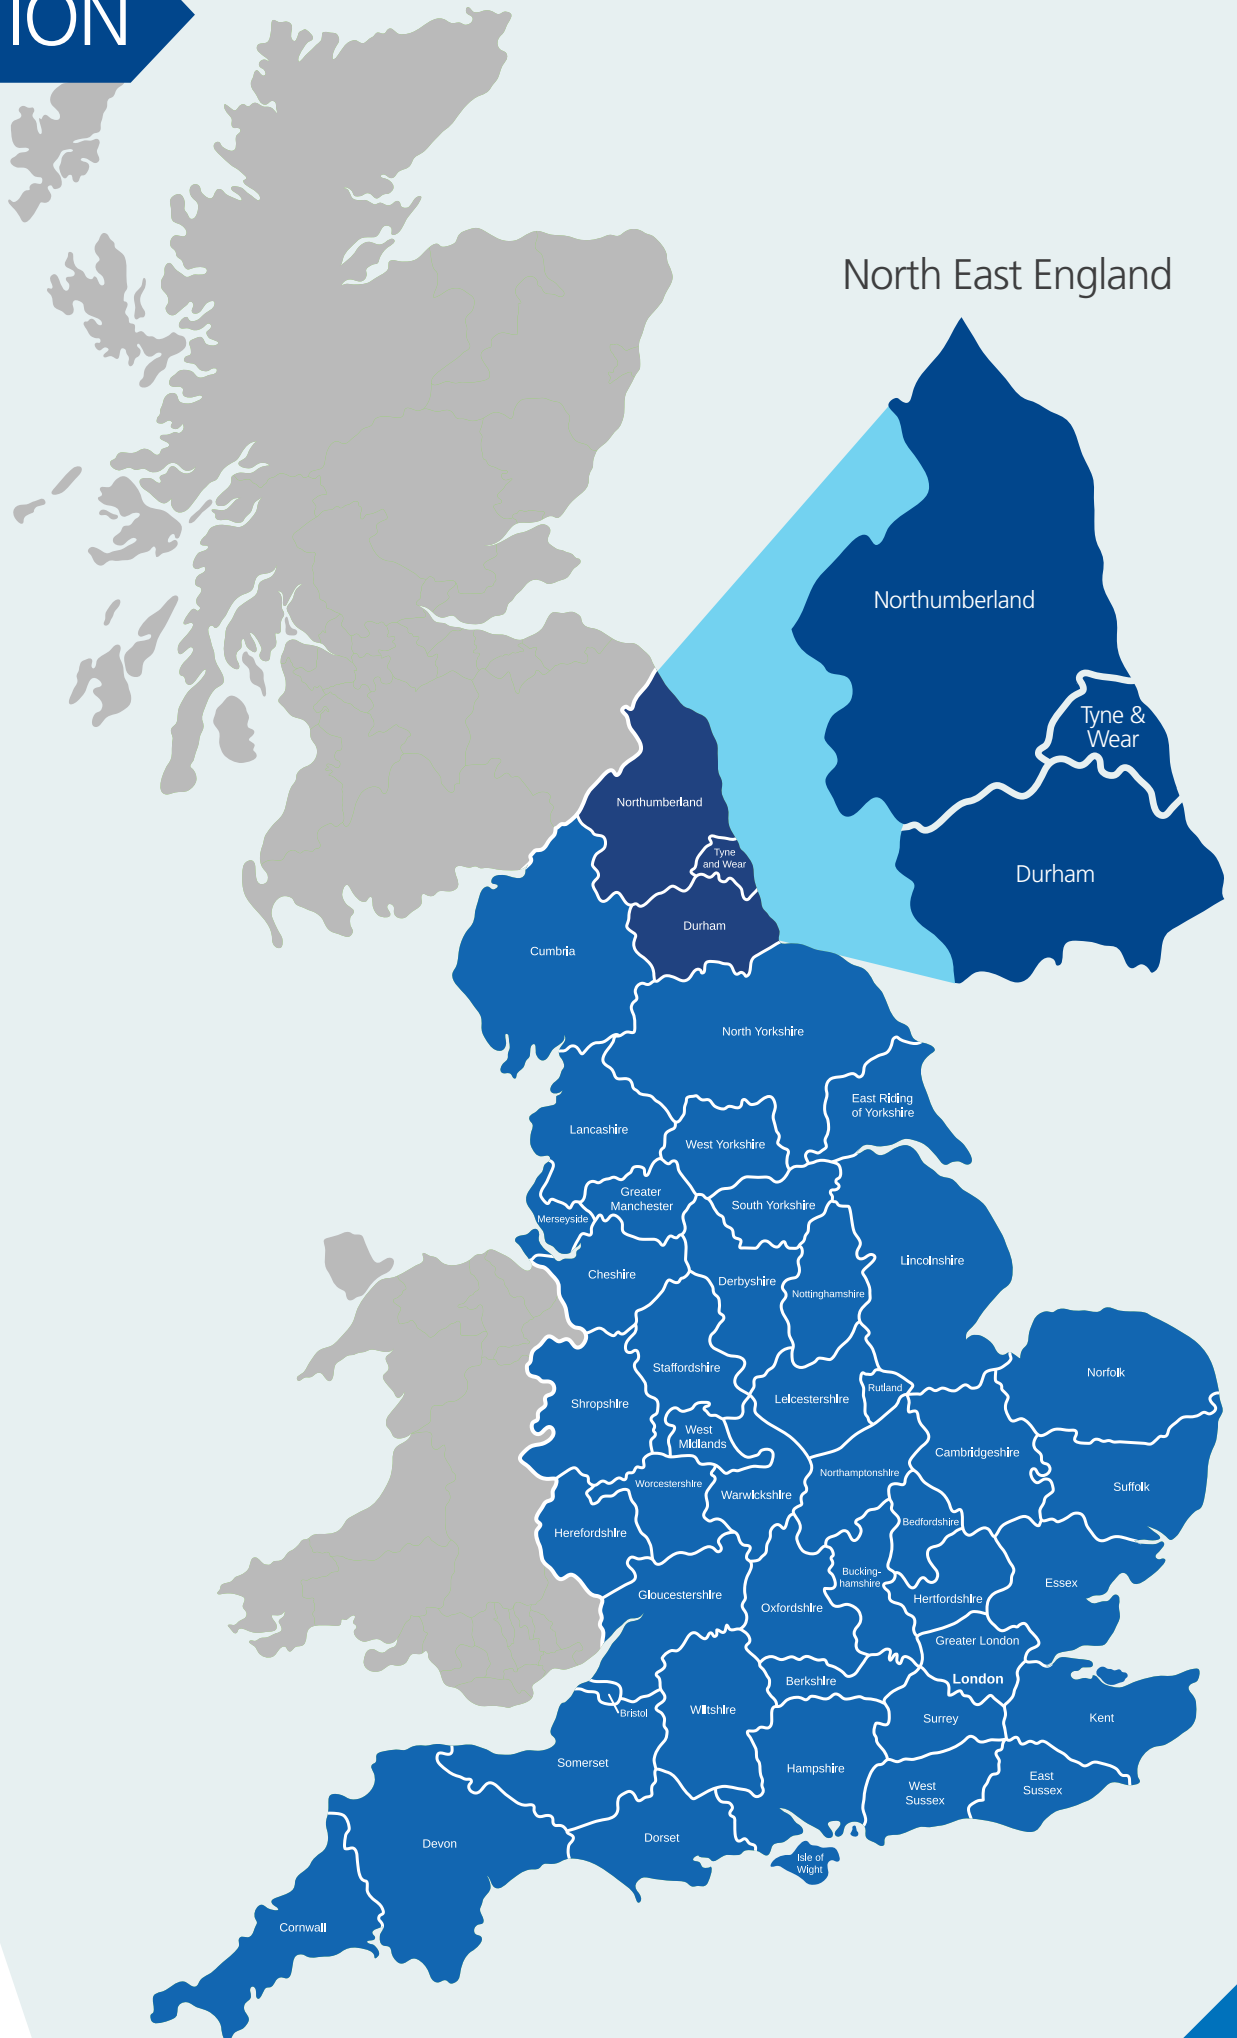 ION
North East England
Northumberland
Tyne &
Wear
Durham
Northumberland
Tyne
and Wear
Durham
Cumbria
North Yorkshire
East Riding
of Yorkshire
Lancashire
West Yorkshire
Greater
Manchester
South Yorkshire
Merseyside
Lincolnshire
Cheshire
Derbyshire
Nottinghamshire
Staffordshire
Norfolk
Rutland
Leicestershire
Shropshire
West
Midlands
Cambridgeshire
Northamptonshire
Worcestershire
Suffolk
Warwickshire
Bedfordshire
Herefordshire
Bucking-
hamshire
Essex
Gloucestershire
Hertfordshire
Oxfordshire
Greater London
London
Berkshire
Wiltshire
Bristol
Surrey
Kent
Somerset
Hampshire
East
Sussex
West
Sussex
Dorset
Devon
Isle of
Wight
Cornwall